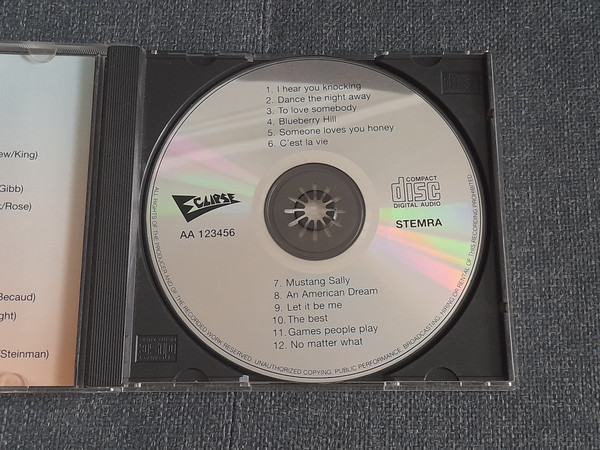 ew/King)
Gibb)
/Rose)
Becaud)
ght)
Steinman)
1. I hear you knocking
2. Dance the night away
3. To love somebody
4. Blueberry Hill
5. Someone loves you honey
6. C'est la vie
ECLIPSE
AA 123456
COMPACT
disc
DIGITAL AUDIO
STEMRA
7. Mustang Sally
8. An American Dream
9. Let it be me
10. The best
11. Games people play
12. No matter what
ALL RIGHTS OF THE PRODUCER AND OF THE RECORDED WORK RESERVED. UNAUTHORIZED COPYING, PUBLIC PERFORMANCE, BROADCASTING, HIRING OR RENTAL OF THIS RECORDING PROHIBITED.